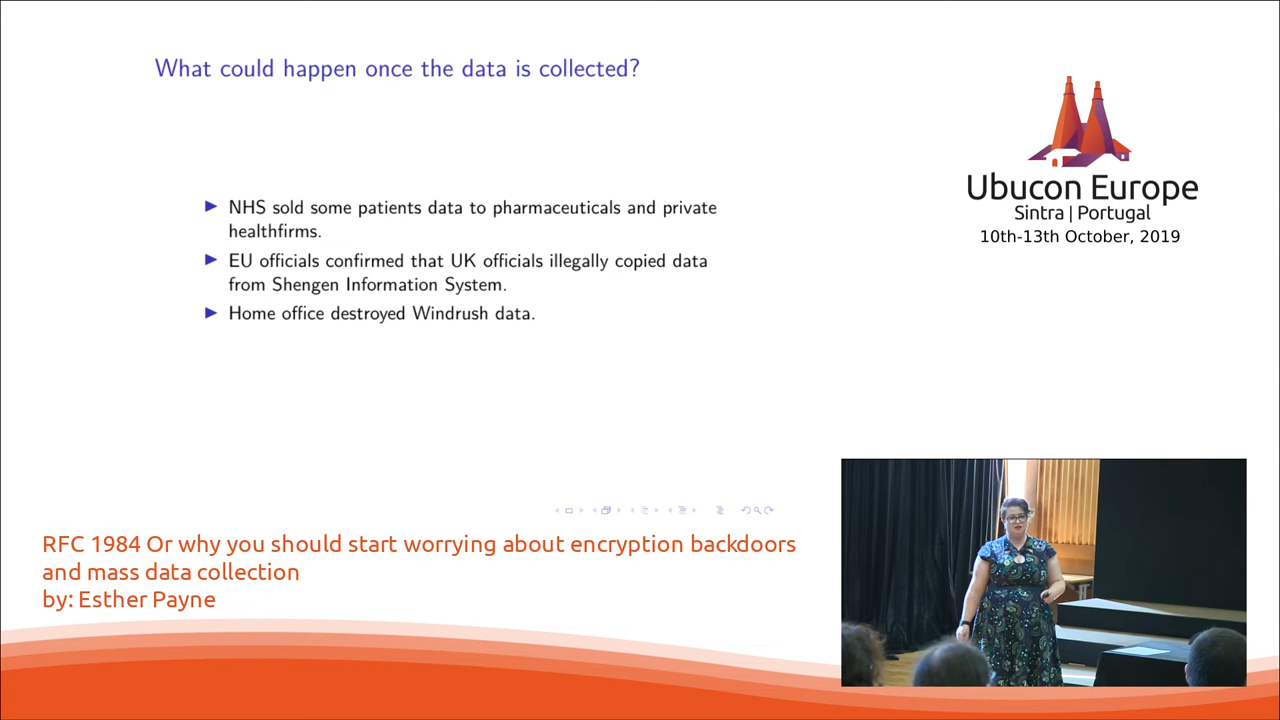 What could happen once the data is collected?
▶ NHS sold some patients data to pharmaceuticals and private
healthfirms.
▶ EU officials confirmed that UK officials illegally copied data
from Shengen Information System.
▶ Home office destroyed Windrush data.
Ubucon Europe
Sintra | Portugal
10th-13th October, 2019
RFC 1984 Or why you should start worrying about encryption backdoors
and mass data collection
by: Esther Payne